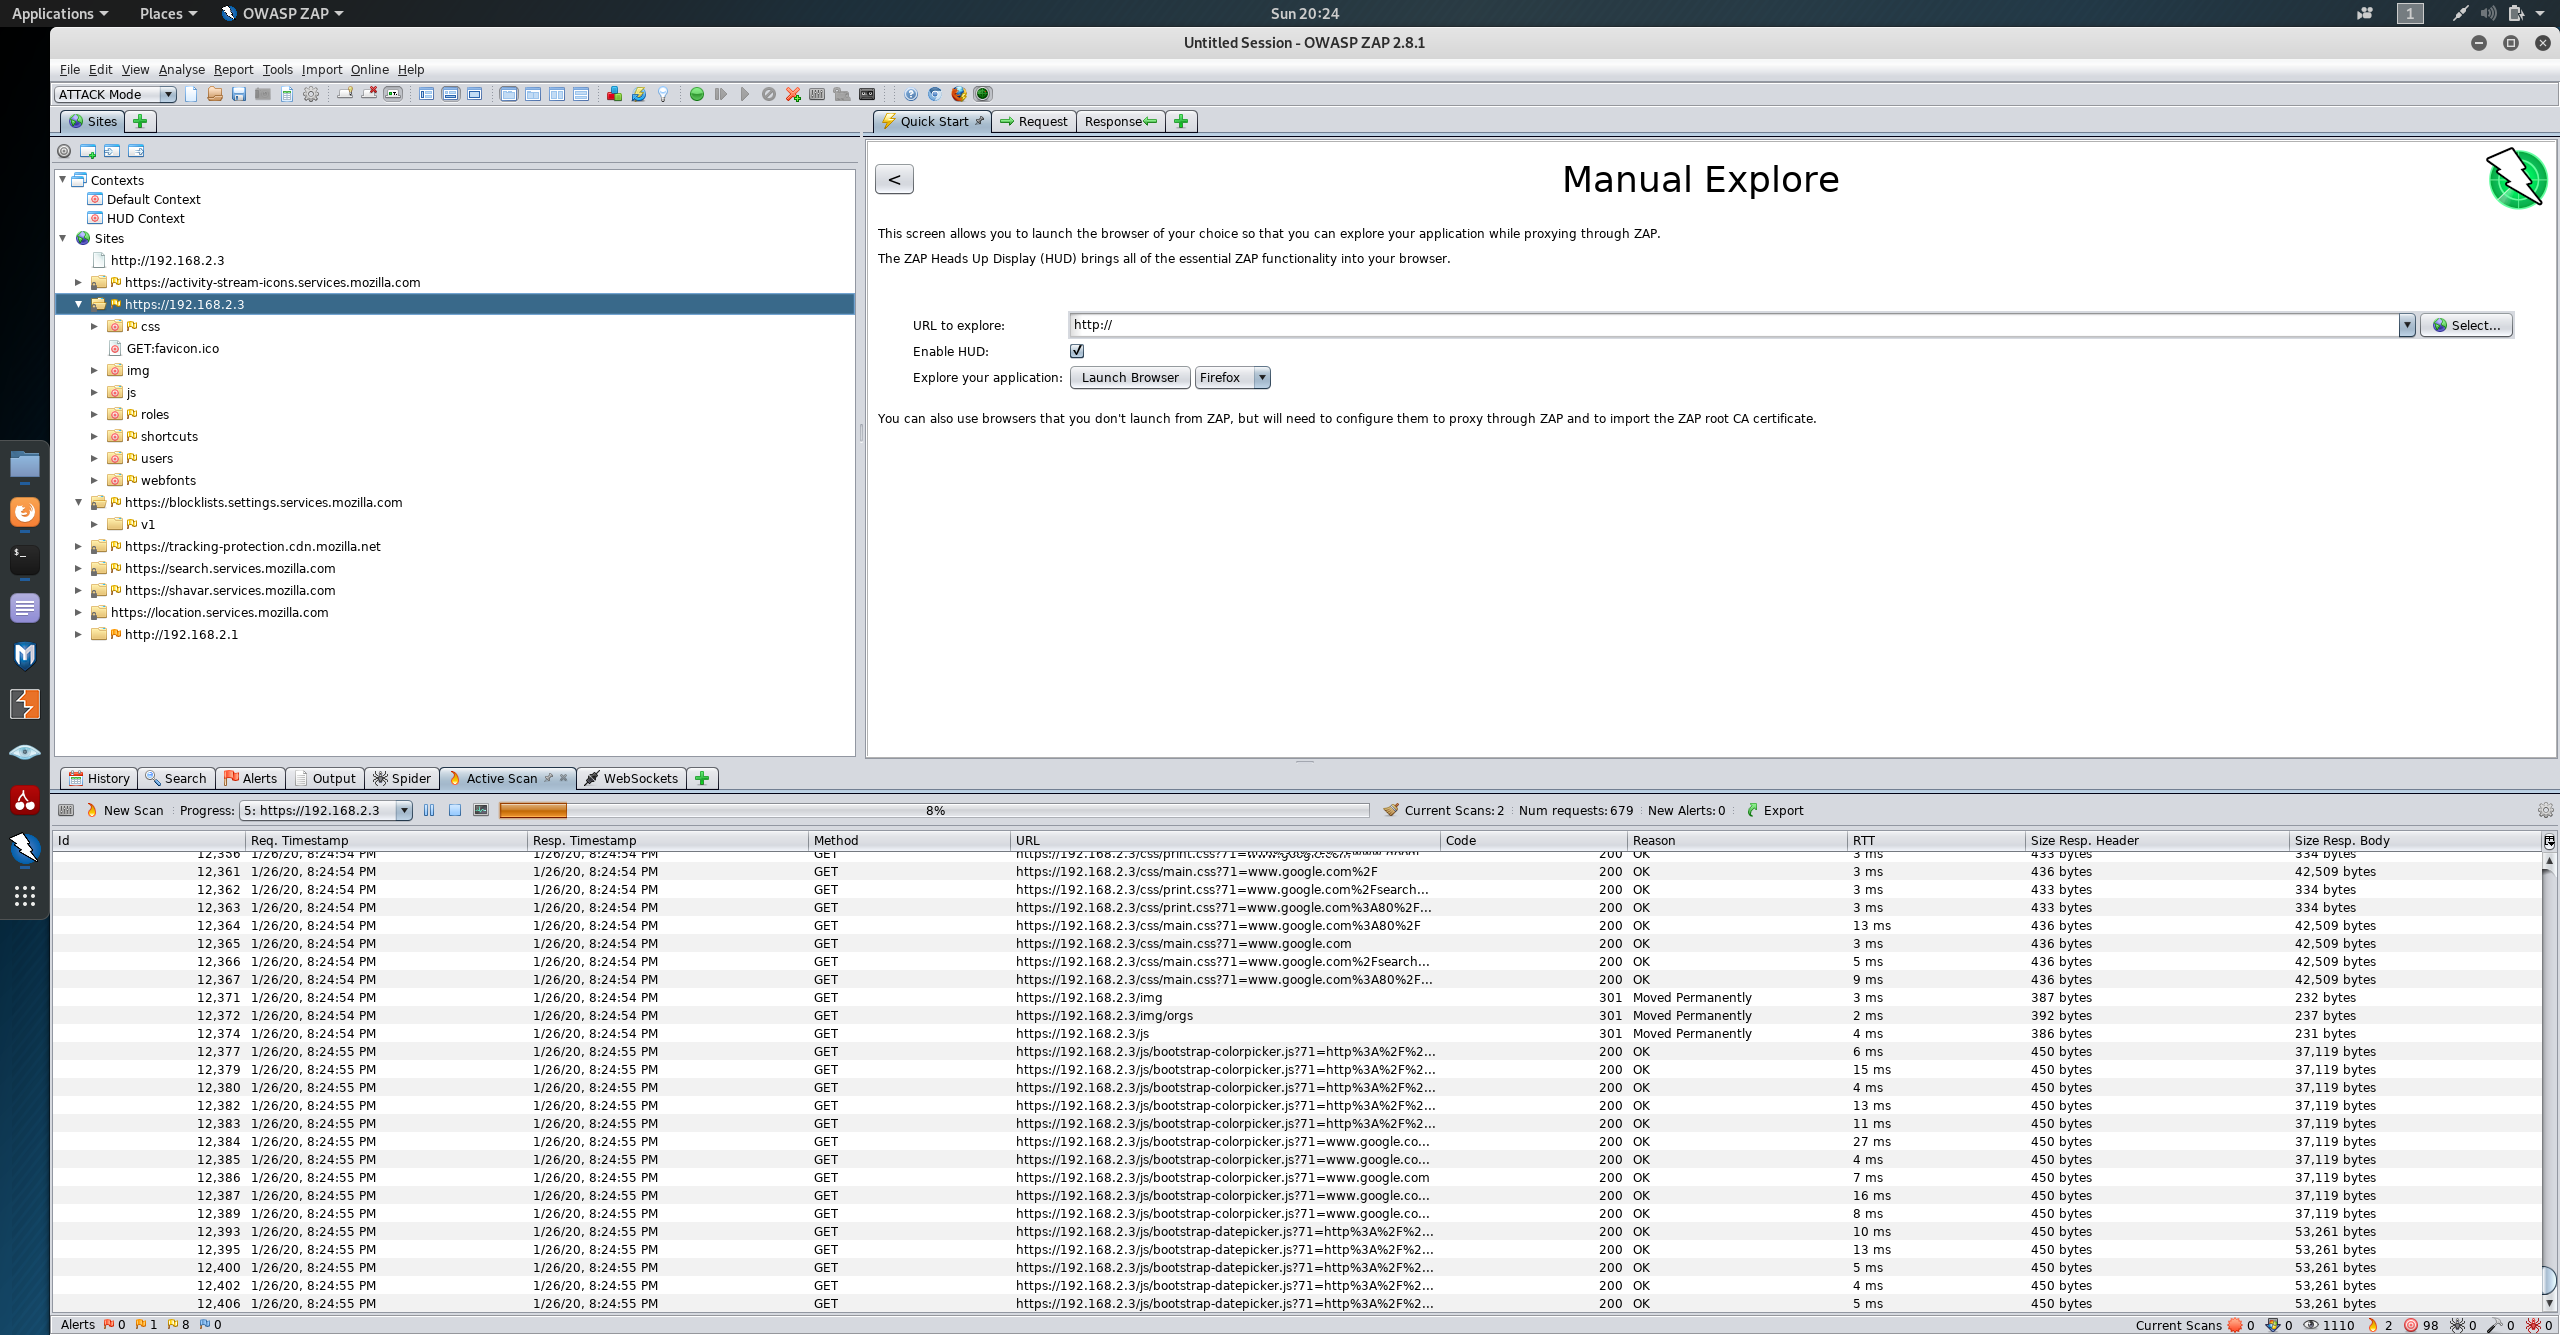 Applications Places OWASP ZAP Sun 20:24 1
Untitled Session - OWASP ZAP 2.8.1
File Edit View Analyse Report Tools Import Online Help
ATTACK Mode
Sites
Quick Start Request Response
Contexts
Default Context
HUD Context
Sites
http://192.168.2.3
https://activity-stream-icons.services.mozilla.com
https://192.168.2.3
css
GET:favicon.ico
img
js
roles
shortcuts
users
webfonts
https://blocklists.settings.services.mozilla.com
v1
https://tracking-protection.cdn.mozilla.net
https://search.services.mozilla.com
https://shavar.services.mozilla.com
https://location.services.mozilla.com
http://192.168.2.1
<
Manual Explore
This screen allows you to launch the browser of your choice so that you can explore your application while proxying through ZAP.
The ZAP Heads Up Display (HUD) brings all of the essential ZAP functionality into your browser.
URL to explore: http:// Select...
Enable HUD:
Explore your application: Launch Browser Firefox
You can also use browsers that you don't launch from ZAP, but will need to configure them to proxy through ZAP and to import the ZAP root CA certificate.
History Search Alerts Output Spider Active Scan WebSockets
New Scan Progress: 5: https://192.168.2.3 8% Current Scans: 2 Num requests: 679 New Alerts: 0 Export
Id Req. Timestamp Resp. Timestamp Method URL Code Reason RTT Size Resp. Header Size Resp. Body
12,356 1/26/20, 8:24:54 PM 1/26/20, 8:24:54 PM GET https://192.168.2.3/css/print.css?71= 200 OK 3 ms 433 bytes 334 bytes
12,361 1/26/20, 8:24:54 PM 1/26/20, 8:24:54 PM GET https://192.168.2.3/css/main.css?71=www.google.com%2F 200 OK 3 ms 436 bytes 42,509 bytes
12,362 1/26/20, 8:24:54 PM 1/26/20, 8:24:54 PM GET https://192.168.2.3/css/print.css?71=www.google.com%2Fsearch... 200 OK 3 ms 433 bytes 334 bytes
12,363 1/26/20, 8:24:54 PM 1/26/20, 8:24:54 PM GET https://192.168.2.3/css/print.css?71=www.google.com%3A80%2F... 200 OK 3 ms 433 bytes 334 bytes
12,364 1/26/20, 8:24:54 PM 1/26/20, 8:24:54 PM GET https://192.168.2.3/css/main.css?71=www.google.com%3A80%2F 200 OK 13 ms 436 bytes 42,509 bytes
12,365 1/26/20, 8:24:54 PM 1/26/20, 8:24:54 PM GET https://192.168.2.3/css/main.css?71=www.google.com 200 OK 3 ms 436 bytes 42,509 bytes
12,366 1/26/20, 8:24:54 PM 1/26/20, 8:24:54 PM GET https://192.168.2.3/css/main.css?71=www.google.com%2Fsearch... 200 OK 5 ms 436 bytes 42,509 bytes
12,367 1/26/20, 8:24:54 PM 1/26/20, 8:24:54 PM GET https://192.168.2.3/css/main.css?71=www.google.com%3A80%2F... 200 OK 9 ms 436 bytes 42,509 bytes
12,371 1/26/20, 8:24:54 PM 1/26/20, 8:24:54 PM GET https://192.168.2.3/img 301 Moved Permanently 3 ms 387 bytes 232 bytes
12,372 1/26/20, 8:24:54 PM 1/26/20, 8:24:54 PM GET https://192.168.2.3/img/orgs 301 Moved Permanently 2 ms 392 bytes 237 bytes
12,374 1/26/20, 8:24:54 PM 1/26/20, 8:24:54 PM GET https://192.168.2.3/js 301 Moved Permanently 4 ms 386 bytes 231 bytes
12,377 1/26/20, 8:24:55 PM 1/26/20, 8:24:55 PM GET https://192.168.2.3/js/bootstrap-colorpicker.js?71=http%3A%2F%2... 200 OK 6 ms 450 bytes 37,119 bytes
12,379 1/26/20, 8:24:55 PM 1/26/20, 8:24:55 PM GET https://192.168.2.3/js/bootstrap-colorpicker.js?71=http%3A%2F%2... 200 OK 15 ms 450 bytes 37,119 bytes
12,380 1/26/20, 8:24:55 PM 1/26/20, 8:24:55 PM GET https://192.168.2.3/js/bootstrap-colorpicker.js?71=http%3A%2F%2... 200 OK 4 ms 450 bytes 37,119 bytes
12,382 1/26/20, 8:24:55 PM 1/26/20, 8:24:55 PM GET https://192.168.2.3/js/bootstrap-colorpicker.js?71=http%3A%2F%2... 200 OK 13 ms 450 bytes 37,119 bytes
12,383 1/26/20, 8:24:55 PM 1/26/20, 8:24:55 PM GET https://192.168.2.3/js/bootstrap-colorpicker.js?71=http%3A%2F%2... 200 OK 11 ms 450 bytes 37,119 bytes
12,384 1/26/20, 8:24:55 PM 1/26/20, 8:24:55 PM GET https://192.168.2.3/js/bootstrap-colorpicker.js?71=www.google.co... 200 OK 27 ms 450 bytes 37,119 bytes
12,385 1/26/20, 8:24:55 PM 1/26/20, 8:24:55 PM GET https://192.168.2.3/js/bootstrap-colorpicker.js?71=www.google.co... 200 OK 4 ms 450 bytes 37,119 bytes
12,386 1/26/20, 8:24:55 PM 1/26/20, 8:24:55 PM GET https://192.168.2.3/js/bootstrap-colorpicker.js?71=www.google.com 200 OK 7 ms 450 bytes 37,119 bytes
12,387 1/26/20, 8:24:55 PM 1/26/20, 8:24:55 PM GET https://192.168.2.3/js/bootstrap-colorpicker.js?71=www.google.co... 200 OK 16 ms 450 bytes 37,119 bytes
12,389 1/26/20, 8:24:55 PM 1/26/20, 8:24:55 PM GET https://192.168.2.3/js/bootstrap-colorpicker.js?71=www.google.co... 200 OK 8 ms 450 bytes 37,119 bytes
12,393 1/26/20, 8:24:55 PM 1/26/20, 8:24:55 PM GET https://192.168.2.3/js/bootstrap-datepicker.js?71=http%3A%2F%2... 200 OK 10 ms 450 bytes 53,261 bytes
12,395 1/26/20, 8:24:55 PM 1/26/20, 8:24:55 PM GET https://192.168.2.3/js/bootstrap-datepicker.js?71=http%3A%2F%2... 200 OK 13 ms 450 bytes 53,261 bytes
12,400 1/26/20, 8:24:55 PM 1/26/20, 8:24:55 PM GET https://192.168.2.3/js/bootstrap-datepicker.js?71=http%3A%2F%2... 200 OK 5 ms 450 bytes 53,261 bytes
12,402 1/26/20, 8:24:55 PM 1/26/20, 8:24:55 PM GET https://192.168.2.3/js/bootstrap-datepicker.js?71=http%3A%2F%2... 200 OK 4 ms 450 bytes 53,261 bytes
12,406 1/26/20, 8:24:55 PM 1/26/20, 8:24:55 PM GET https://192.168.2.3/js/bootstrap-datepicker.js?71=http%3A%2F%2... 200 OK 5 ms 450 bytes 53,261 bytes
Alerts 0 1 8 0 Current Scans 0 0 1110 2 98 0 0 0